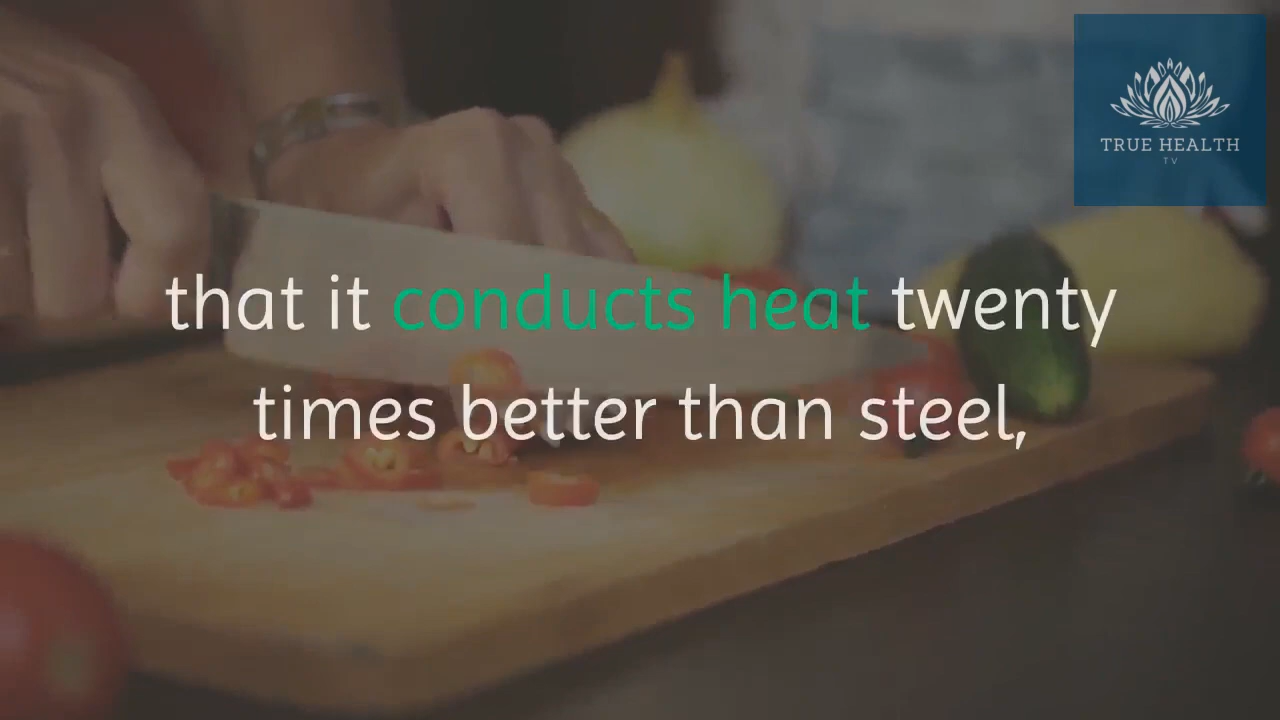 TRUE HEALTH
TV
that it conducts heat twenty
times better than steel,